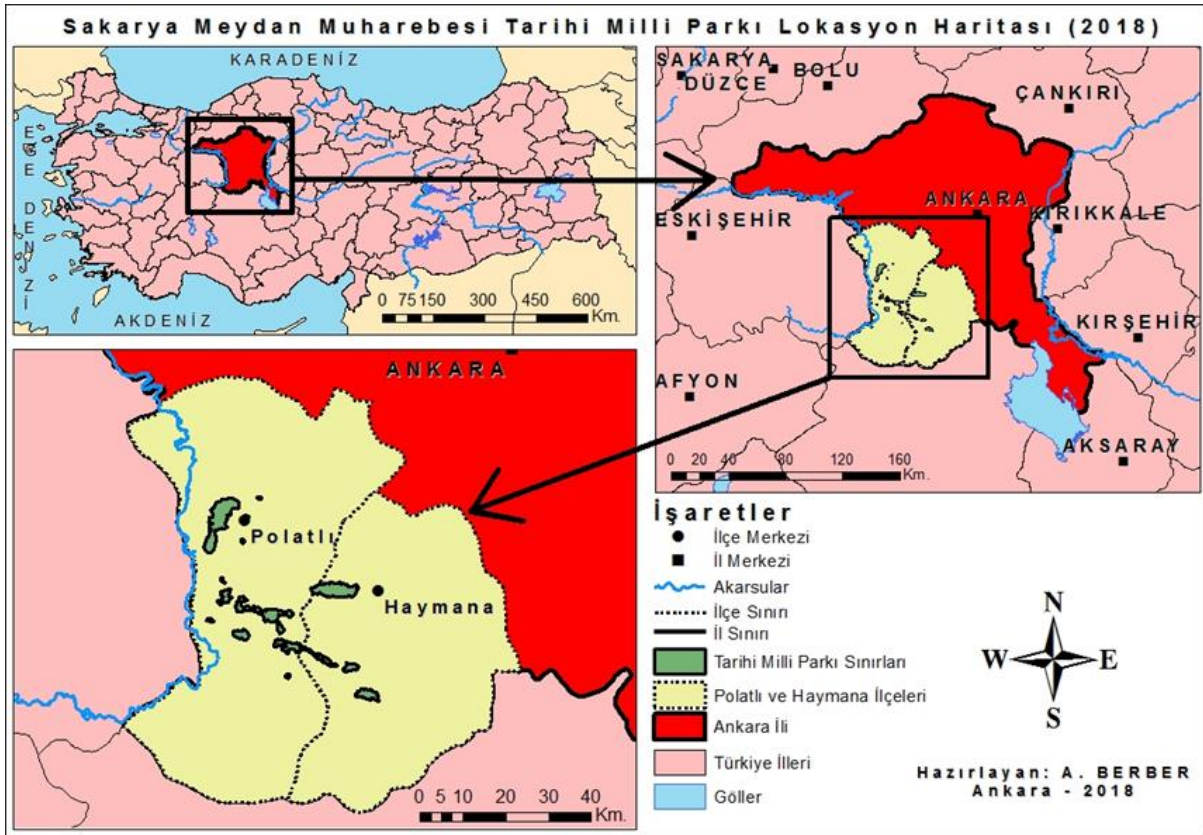 Sakarya Meydan Muharebesi Tarihi Milli Parkı Lokasyon Haritası (2018)
KARADENİZ
EGE DENİZİ
AKDENİZ
0 75 150 300 450 600
Km.
SAKARYA
DÜZCE
BOLU
ÇANKIRI
ANKARA
KIRIKKALE
ESKİŞEHİR
KIRŞEHİR
AFYON
AKSARAY
0 20 40 80 120 160
Km.
ANKARA
Polatlı
Haymana
0 5 10 20 30 40
Km.
İşaretler
İlçe Merkezi
İl Merkezi
Akarsular
İlçe Sınırı
İl Sınırı
Tarihi Milli Parkı Sınırları
Polatlı ve Haymana İlçeleri
Ankara İli
Türkiye İlleri
Göller
N
W E
S
Hazırlayan: A. BERBER
Ankara - 2018